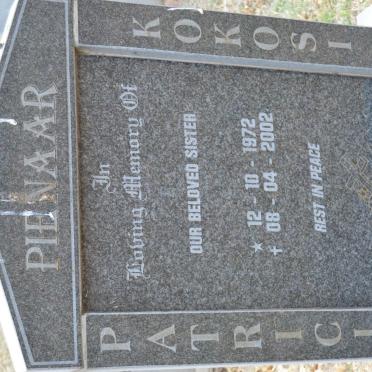 PIENAAR
PATRICI
KOKOSI
In
Loving Memory Of
OUR BELOVED SISTER
☆ 12 - 10 - 1972
✝ 08 - 04 - 2002
REST IN PEACE